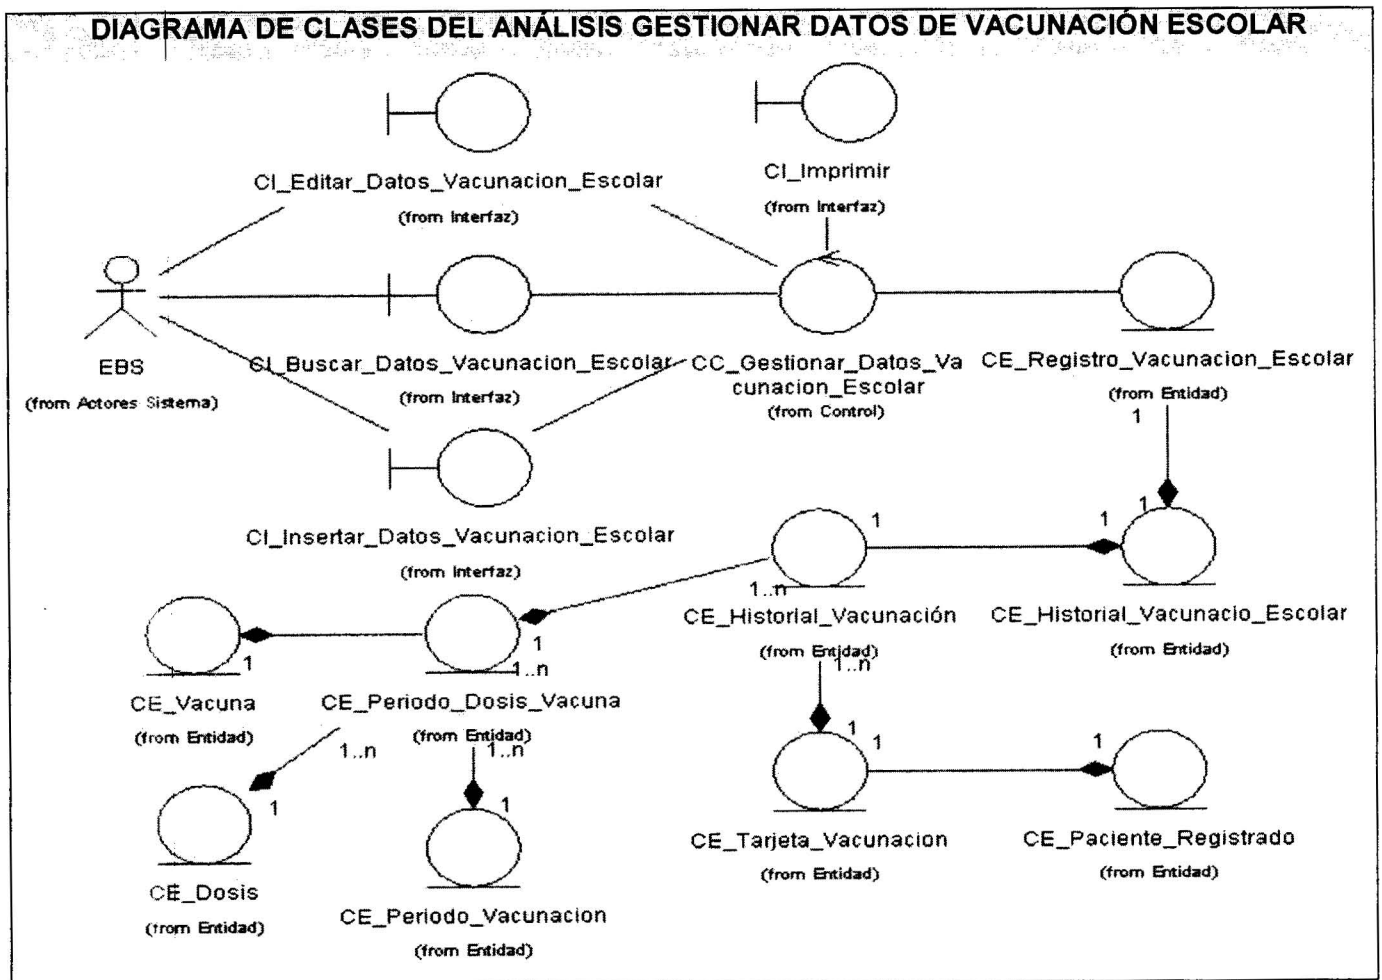 DIAGRAMA DE CLASES DEL ANÁLISIS GESTIONAR DATOS DE VACUNACIÓN ESCOLAR
CI_Editar_Datos_Vacunacion_Escolar
(from Interfaz)
CI_Imprimir
(from Interfaz)
EBS
(from Actores Sistema)
CI_Buscar_Datos_Vacunacion_Escolar
(from Interfaz)
CC_Gestionar_Datos_Va
cunacion_Escolar
(from Control)
CE_Registro_Vacunacion_Escolar
(from Entidad)
1
1
CI_Insertar_Datos_Vacunacion_Escolar
(from Interfaz)
1
1
1..n
CE_Historial_Vacunación
(from Entidad)
CE_Historial_Vacunacio_Escolar
(from Entidad)
1
1
1..n
1..n
CE_Vacuna
(from Entidad)
CE_Periodo_Dosis_Vacuna
(from Entidad)
1..n
1..n
1
1
1
1
1
CE_Tarjeta_Vacunacion
(from Entidad)
CE_Paciente_Registrado
(from Entidad)
CE_Dosis
(from Entidad)
CE_Periodo_Vacunacion
(from Entidad)